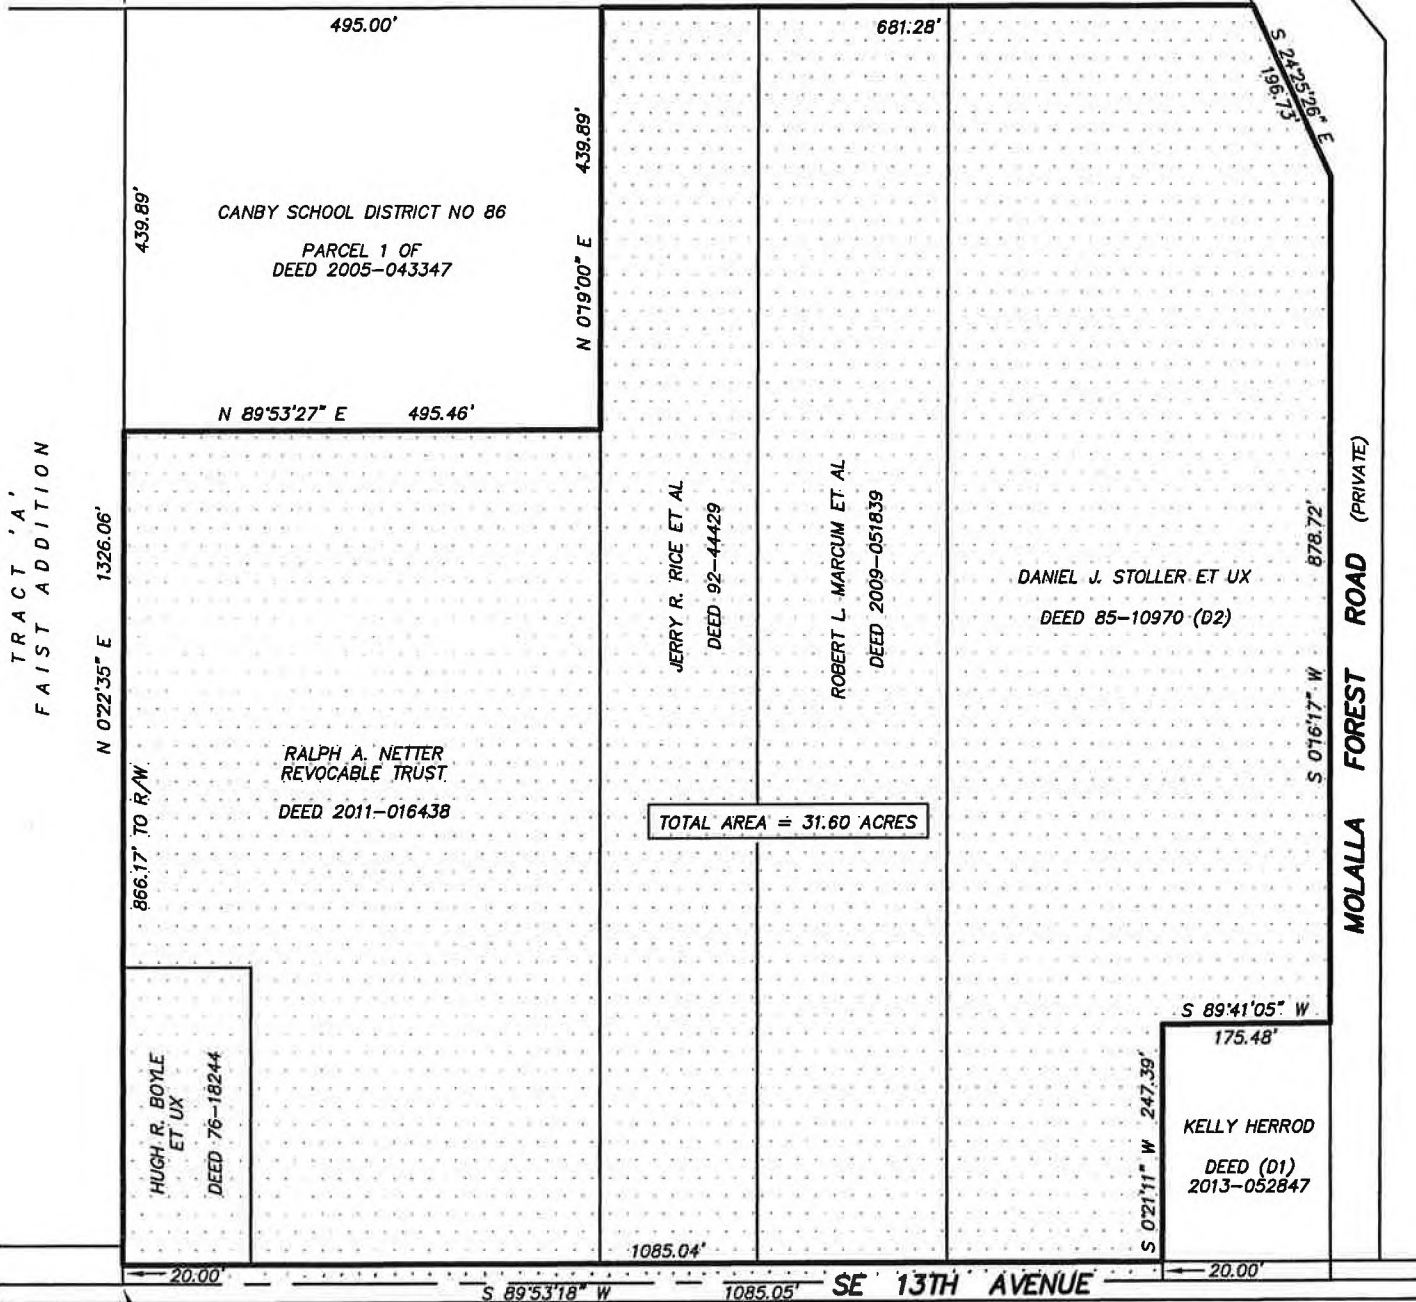 495.00'
681.28'
S 24°25'26" E
196.73'
439.89'
439.89'
N 0°19'00" E
CANBY SCHOOL DISTRICT NO 86
PARCEL 1 OF
DEED 2005-043347
N 89°53'27" E 495.46'
TRACT 'A'
FAIST ADDITION
N 0°22'35" E 1326.06'
866.17' TO R/W
RALPH A. NETTER
REVOCABLE TRUST
DEED 2011-016438
JERRY R. RICE ET AL
DEED 92-44429
ROBERT L. MARCUM ET AL
DEED 2009-051839
DANIEL J. STOLLER ET UX
DEED 85-10970 (D2)
TOTAL AREA = 31.60 ACRES
S 0°16'17" W 878.72'
MOLALLA FOREST ROAD (PRIVATE)
HUGH R. BOYLE
ET UX
DEED 76-18244
S 89°41'05" W
175.48'
S 0°21'11" W 247.39'
KELLY HERROD
DEED (D1)
2013-052847
1085.04'
20.00'
S 89°53'18" W 1085.05'
SE 13TH AVENUE
20.00'